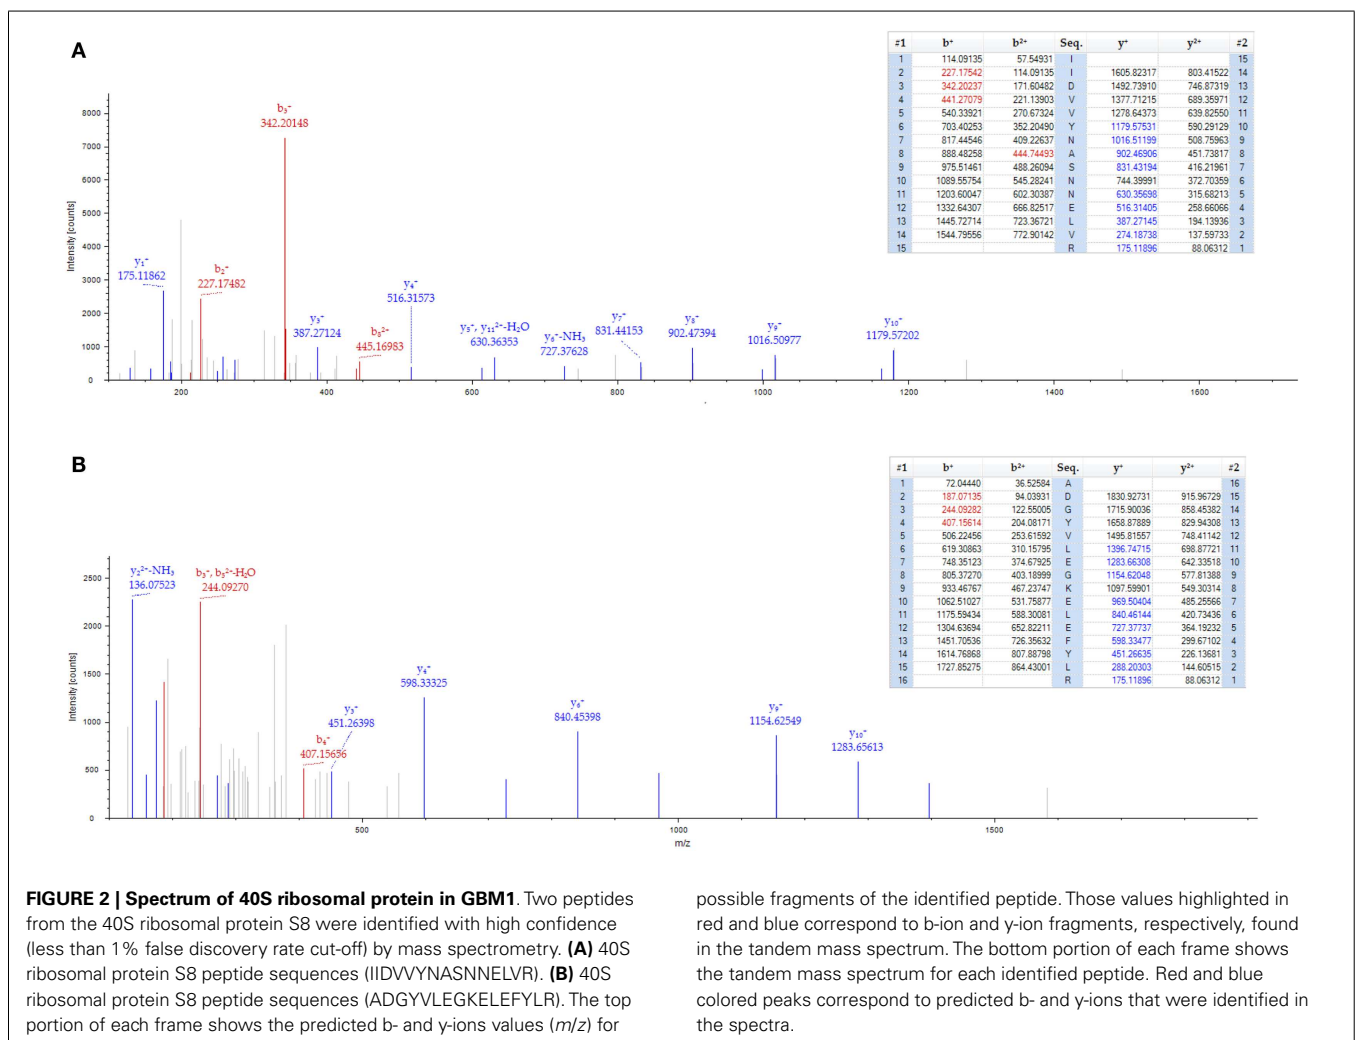 A
b₃⁺
342.20148
y₁⁺
175.11862
b₂⁺
227.17482
y₃⁺
387.27124
b₈²⁺
445.16983
y₄⁺
516.31573
y₅⁺, y₁₁²⁺-H₂O
630.36353
y₆⁺-NH₃
727.37628
y₇⁺
831.44153
y₈⁺
902.47394
y₉⁺
1016.50977
y₁₀⁺
1179.57202
Intensity [counts]
8000
7000
6000
5000
4000
3000
2000
1000
0
200 400 600 800 1000 1200 1400 1600
#1 b⁺ b²⁺ Seq. y⁺ y²⁺ #2
1 114.09135 57.54931 I 15
2 227.17542 114.09135 I 1605.82317 803.41522 14
3 342.20237 171.60482 D 1492.73910 746.87319 13
4 441.27079 221.13903 V 1377.71215 689.35971 12
5 540.33921 270.67324 V 1278.64373 639.82550 11
6 703.40253 352.20490 Y 1179.57531 590.29129 10
7 817.44546 409.22637 N 1016.51199 508.75963 9
8 888.48258 444.74493 A 902.46906 451.73817 8
9 975.51461 488.26094 S 831.43194 416.21961 7
10 1089.55754 545.28241 N 744.39991 372.70359 6
11 1203.60047 602.30387 N 630.35698 315.68213 5
12 1332.64307 666.82517 E 516.31405 258.66066 4
13 1445.72714 723.36721 L 387.27145 194.13936 3
14 1544.79556 772.90142 V 274.18738 137.59733 2
15 R 175.11896 88.06312 1
B
y₂²⁺-NH₃
136.07523
b₃⁺, b₅²⁺-H₂O
244.09270
b₄⁺
407.15656
y₃⁺
451.26398
y₄⁺
598.33325
y₆⁺
840.45398
y₉⁺
1154.62549
y₁₀⁺
1283.65613
Intensity [counts]
2500
2000
1500
1000
500
0
500 1000 1500
m/z
#1 b⁺ b²⁺ Seq. y⁺ y²⁺ #2
1 72.04440 36.52584 A 16
2 187.07135 94.03931 D 1830.92731 915.96729 15
3 244.09282 122.55005 G 1715.90036 858.45382 14
4 407.15614 204.08171 Y 1658.87889 829.94308 13
5 506.22456 253.61592 V 1495.81557 748.41142 12
6 619.30863 310.15795 L 1396.74715 698.87721 11
7 748.35123 374.67925 E 1283.66308 642.33518 10
8 805.37270 403.18999 G 1154.62048 577.81388 9
9 933.46767 467.23747 K 1097.59901 549.30314 8
10 1062.51027 531.75877 E 969.50404 485.25566 7
11 1175.59434 588.30081 L 840.46144 420.73436 6
12 1304.63694 652.82211 E 727.37737 364.19232 5
13 1451.70536 726.35632 F 598.33477 299.67102 4
14 1614.76868 807.88798 Y 451.26635 226.13681 3
15 1727.85275 864.43001 L 288.20303 144.60515 2
16 R 175.11896 88.06312 1
FIGURE 2 | Spectrum of 40S ribosomal protein in GBM1. Two peptides
from the 40S ribosomal protein S8 were identified with high confidence
(less than 1% false discovery rate cut-off) by mass spectrometry. (A) 40S
ribosomal protein S8 peptide sequences (IIDVVYNASNNELVR). (B) 40S
ribosomal protein S8 peptide sequences (ADGYVLEGKELEFYLR). The top
portion of each frame shows the predicted b- and y-ions values (m/z) for
possible fragments of the identified peptide. Those values highlighted in
red and blue correspond to b-ion and y-ion fragments, respectively, found
in the tandem mass spectrum. The bottom portion of each frame shows
the tandem mass spectrum for each identified peptide. Red and blue
colored peaks correspond to predicted b- and y-ions that were identified in
the spectra.